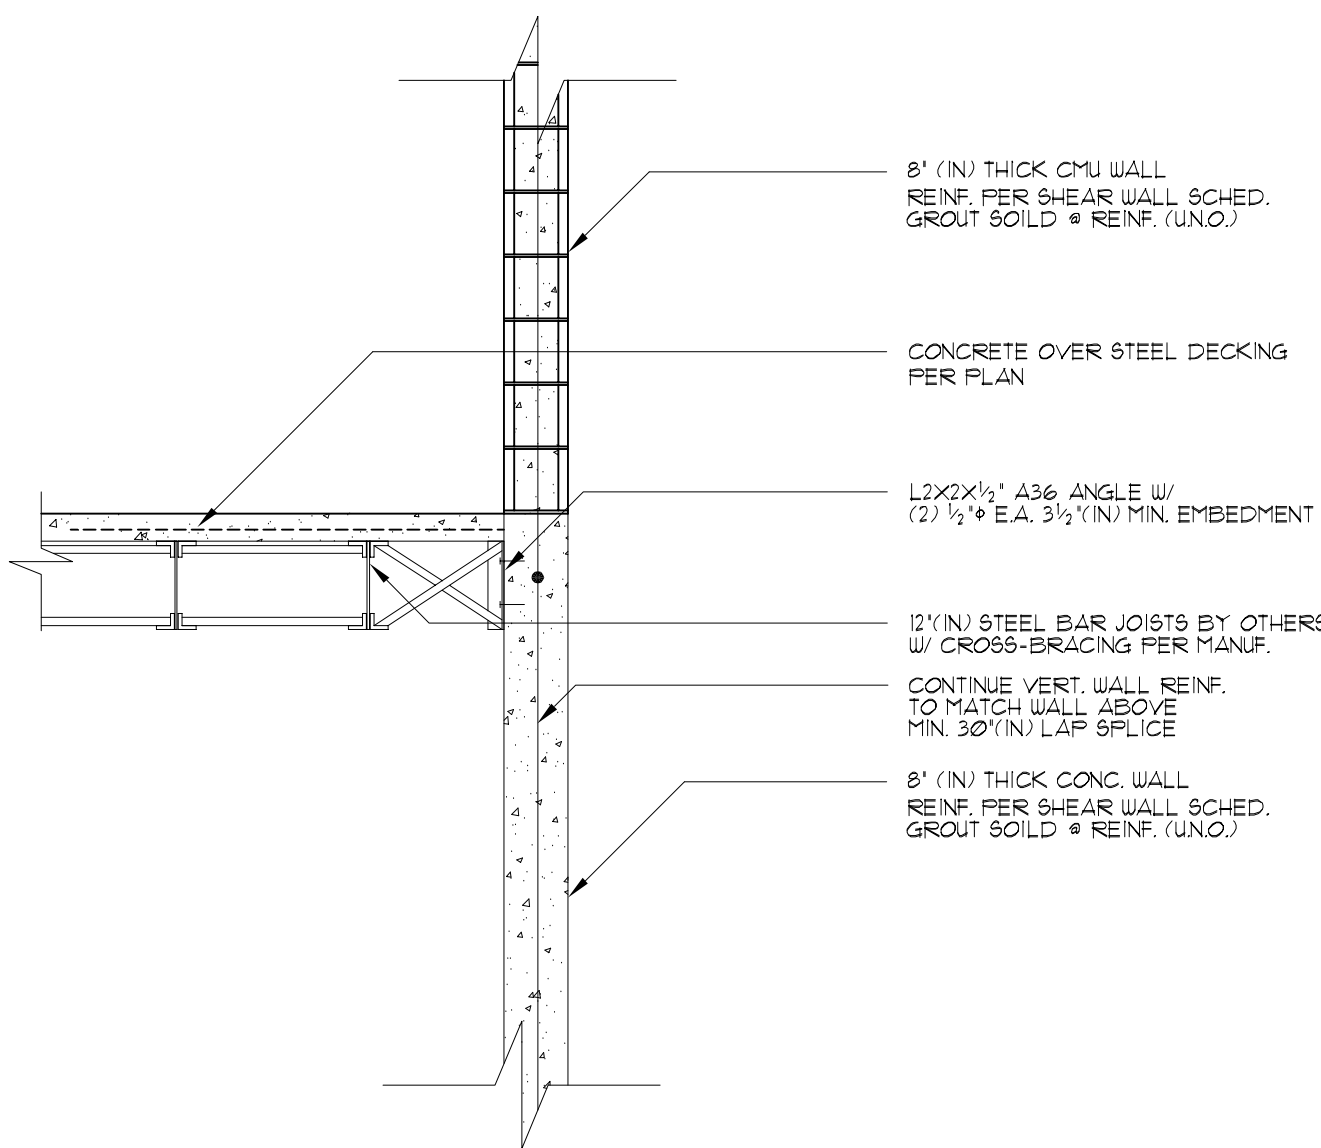 8" (IN) THICK CMU WALL
REINF. PER SHEAR WALL SCHED.
GROUT SOILD @ REINF. (U.N.O.)
CONCRETE OVER STEEL DECKING
PER PLAN
L2X2X½" A36 ANGLE W/
(2) ½"Φ E.A. 3½"(IN) MIN. EMBEDMENT
12"(IN) STEEL BAR JOISTS BY OTHERS
W/ CROSS-BRACING PER MANUF.
CONTINUE VERT. WALL REINF.
TO MATCH WALL ABOVE
MIN. 30"(IN) LAP SPLICE
8" (IN) THICK CONC. WALL
REINF. PER SHEAR WALL SCHED.
GROUT SOILD @ REINF. (U.N.O.)